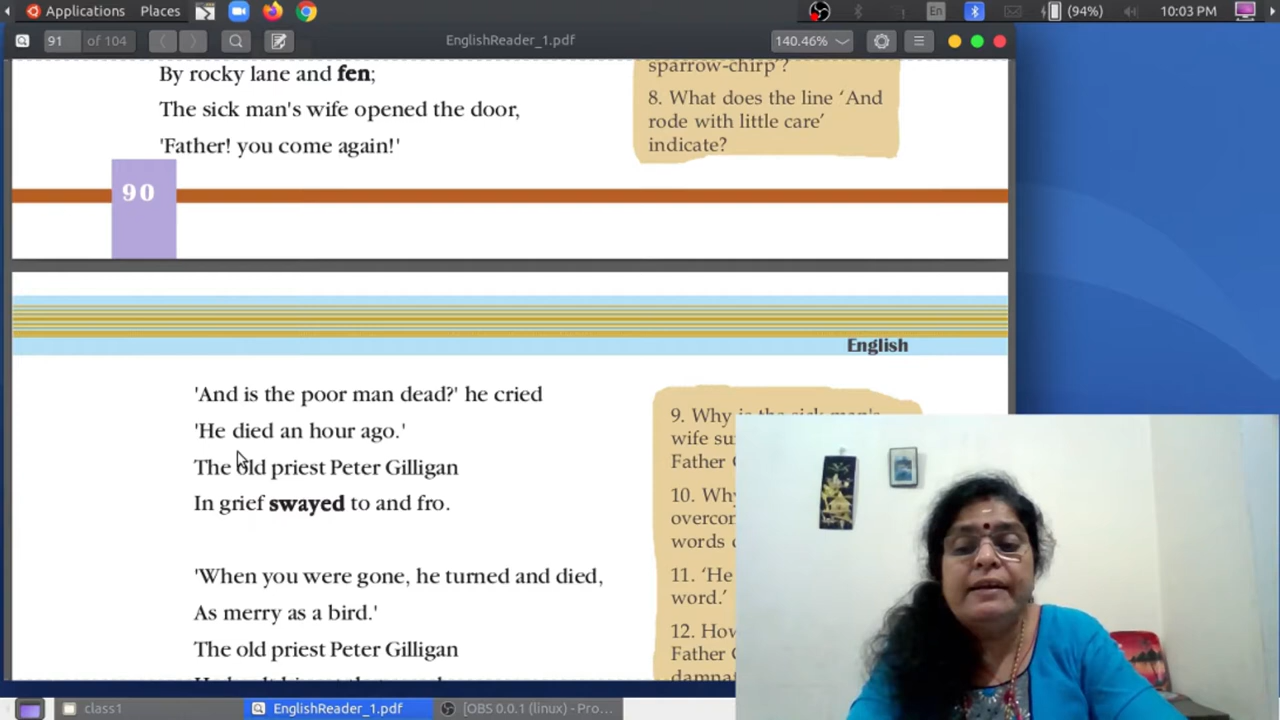 Applications Places En (94%) 10:03 PM
91 of 104 EnglishReader_1.pdf 140.46%
By rocky lane and fen;
The sick man's wife opened the door,
'Father! you come again!'
sparrow-chirp'?
8. What does the line ‘And
rode with little care’
indicate?
90
English
'And is the poor man dead?' he cried
'He died an hour ago.'
The old priest Peter Gilligan
In grief swayed to and fro.
'When you were gone, he turned and died,
As merry as a bird.'
The old priest Peter Gilligan
9. Why is the sick man's
wife
Father
10.
words
11. ‘He
word.’
12.
Father
class1 EnglishReader_1.pdf [OBS 0.0.1 (linux) - Pro...